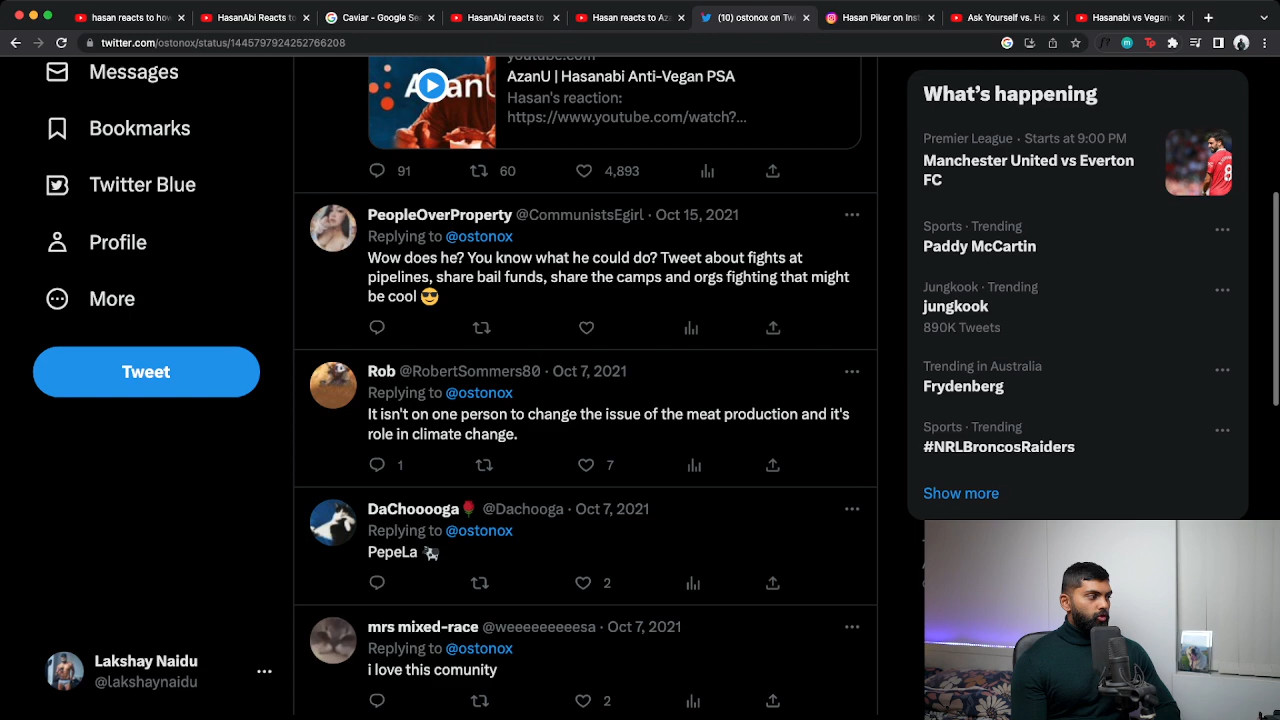 hasan reacts to how
HasanAbi Reacts to
Caviar - Google Se
HasanAbi reacts to
Hasan reacts to Aza
(10) ostonox on Tw
Hasan Piker on Inst
Ask Yourself vs. Ha
Hasanabi vs Vegan
twitter.com/ostonox/status/1445797924252766208
Messages
Bookmarks
Twitter Blue
Profile
More
Tweet
Lakshay Naidu
@lakshaynaidu
youtube.com
AzanU | Hasanabi Anti-Vegan PSA
Hasan's reaction:
https://www.youtube.com/watch?...
91 60 4,893
PeopleOverProperty @CommunistsEgirl · Oct 15, 2021
Replying to @ostonox
Wow does he? You know what he could do? Tweet about fights at
pipelines, share bail funds, share the camps and orgs fighting that might
be cool 😎
Rob @RobertSommers80 · Oct 7, 2021
Replying to @ostonox
It isn't on one person to change the issue of the meat production and it's
role in climate change.
1 7
DaChooooga🌹 @Dachooga · Oct 7, 2021
Replying to @ostonox
PepeLa 🐄
2
mrs mixed-race @weeeeeeeeesa · Oct 7, 2021
Replying to @ostonox
i love this comunity
2
What's happening
Premier League · Starts at 9:00 PM
Manchester United vs Everton
FC
Sports · Trending
Paddy McCartin
Jungkook · Trending
jungkook
890K Tweets
Trending in Australia
Frydenberg
Sports · Trending
#NRLBroncosRaiders
Show more